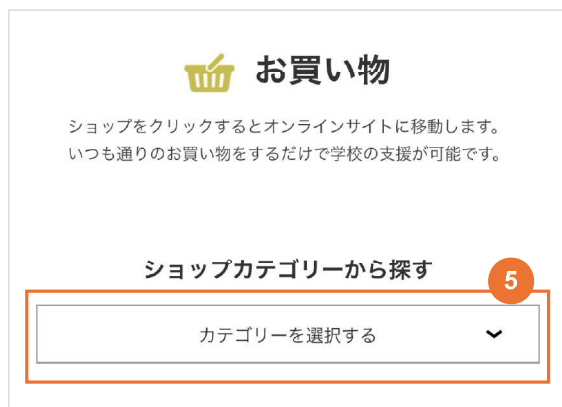 お買い物
ショップをクリックするとオンラインサイトに移動します。
いつも通りのお買い物をするだけで学校の支援が可能です。
ショップカテゴリーから探す
5
カテゴリーを選択する